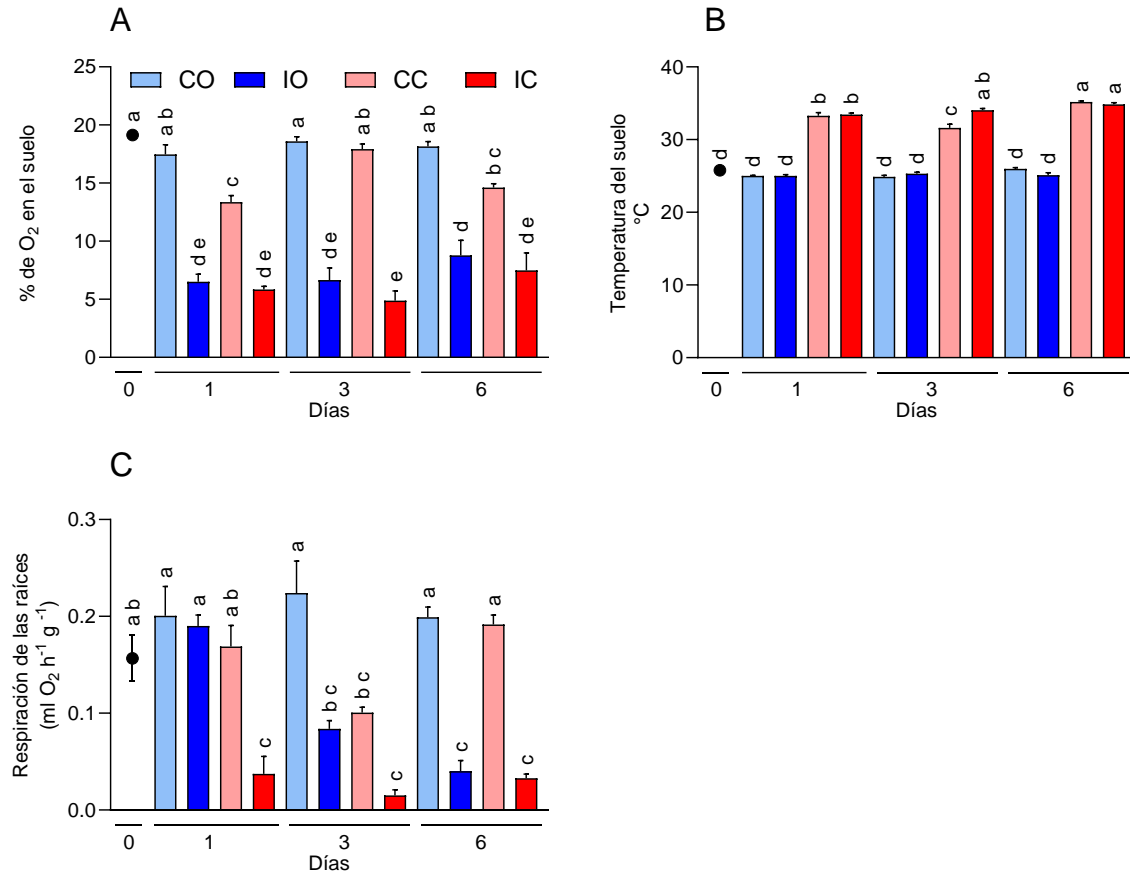 A
CO IO CC IC
% de O2 en el suelo
25
20
15
10
5
0
a
a b
d e
c
d e
a
d e
a b
e
a b
d
b c
d e
0 1 3 6
Días
B
Temperatura del suelo
°C
40
30
20
10
0
d
d
d
b
b
d
d
c
a b
d
d
a
a
0 1 3 6
Días
C
Respiración de las raíces
(ml O2 h-1 g-1)
0.3
0.2
0.1
0.0
a b
a
a
a b
c
a
b c
b c
c
a
c
a
c
0 1 3 6
Días